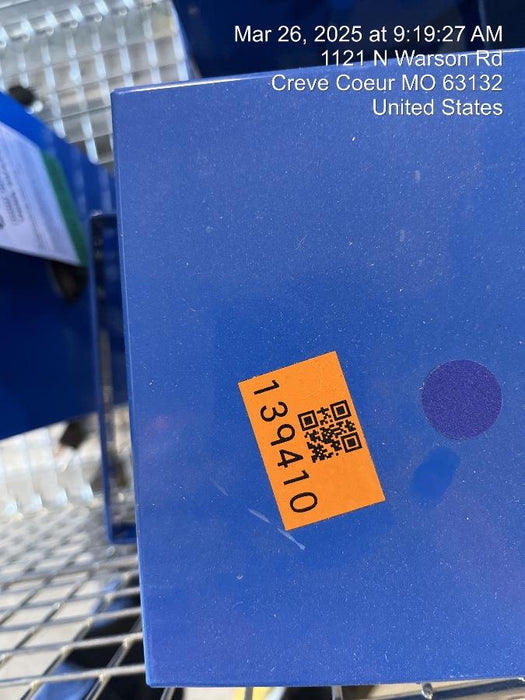 Mar 26, 2025 at 9:19:27 AM
1121 N Warson Rd
Creve Coeur MO 63132
United States
139410